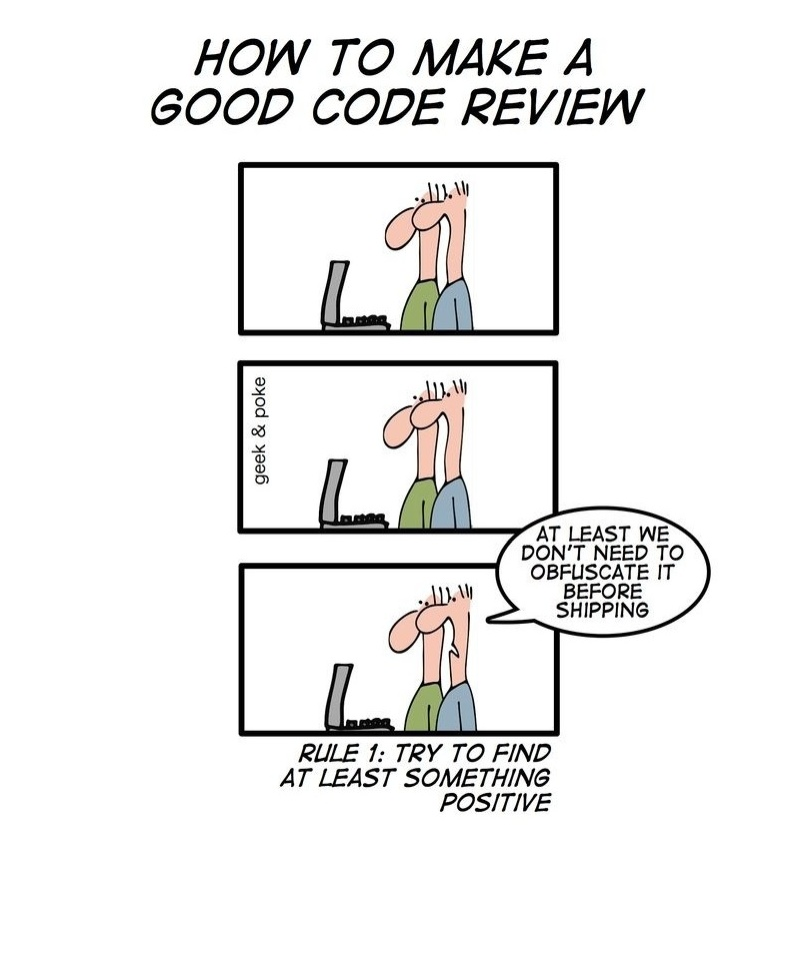 HOW TO MAKE A
GOOD CODE REVIEW
geek & poke
AT LEAST WE
DON'T NEED TO
OBFUSCATE IT
BEFORE
SHIPPING
RULE 1: TRY TO FIND
AT LEAST SOMETHING
POSITIVE